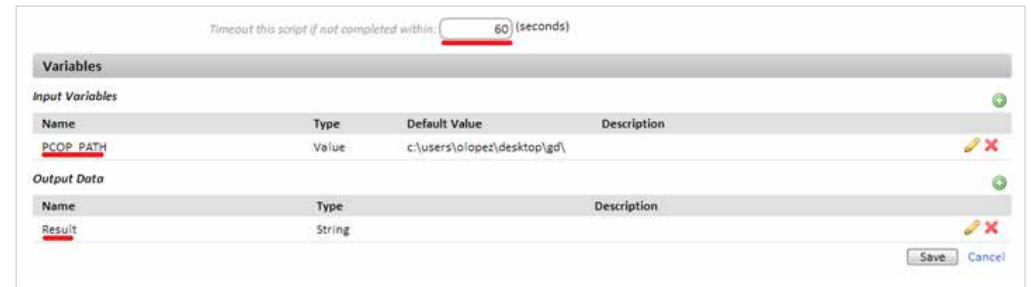 Timeout this script if not completed within: 60 (seconds)
Variables
Input Variables
Name Type Default Value Description
PCOP_PATH Value c:\users\olopez\desktop\gd\
Output Data
Name Type Description
Result String
Save Cancel